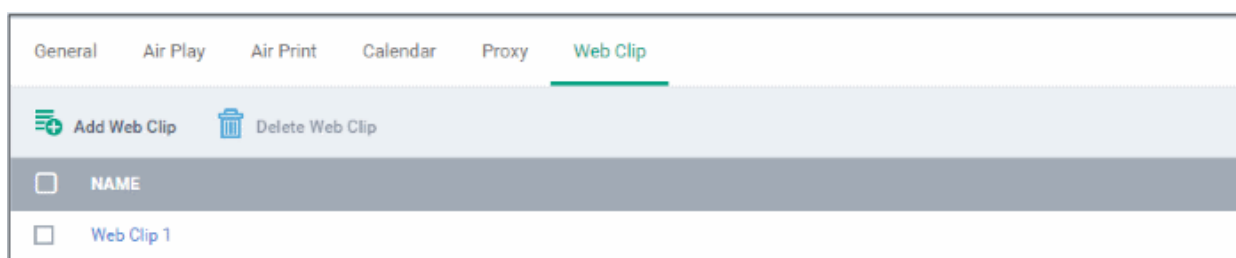 General Air Play Air Print Calendar Proxy Web Clip
Add Web Clip Delete Web Clip
NAME
Web Clip 1